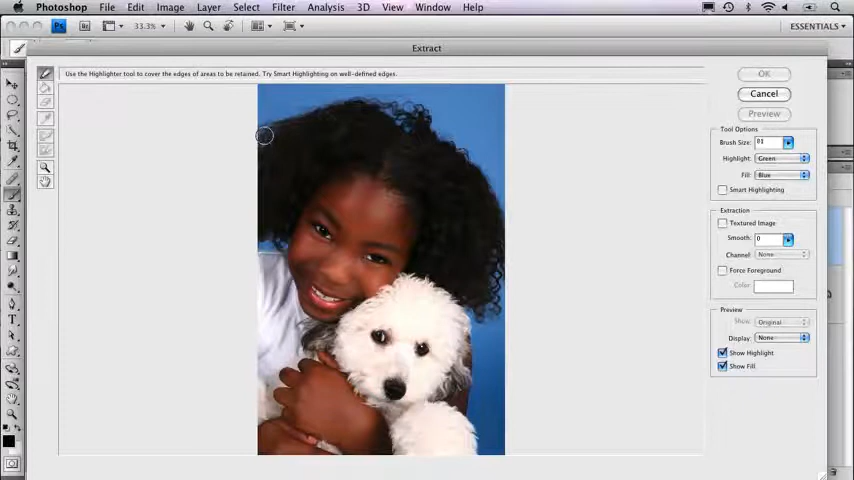 Photoshop File Edit Image Layer Select Filter Analysis 3D View Window Help
Ps Br 33.3% ESSENTIALS
Extract
Use the Highlighter tool to cover the edges of areas to be retained. Try Smart Highlighting on well-defined edges.
OK
Cancel
Preview
Tool Options
Brush Size: 81
Highlight: Green
Fill: Blue
Smart Highlighting
Extraction
Textured Image
Smooth: 0
Channel: None
Force Foreground
Color:
Preview
Show: Original
Display: None
Show Highlight
Show Fill